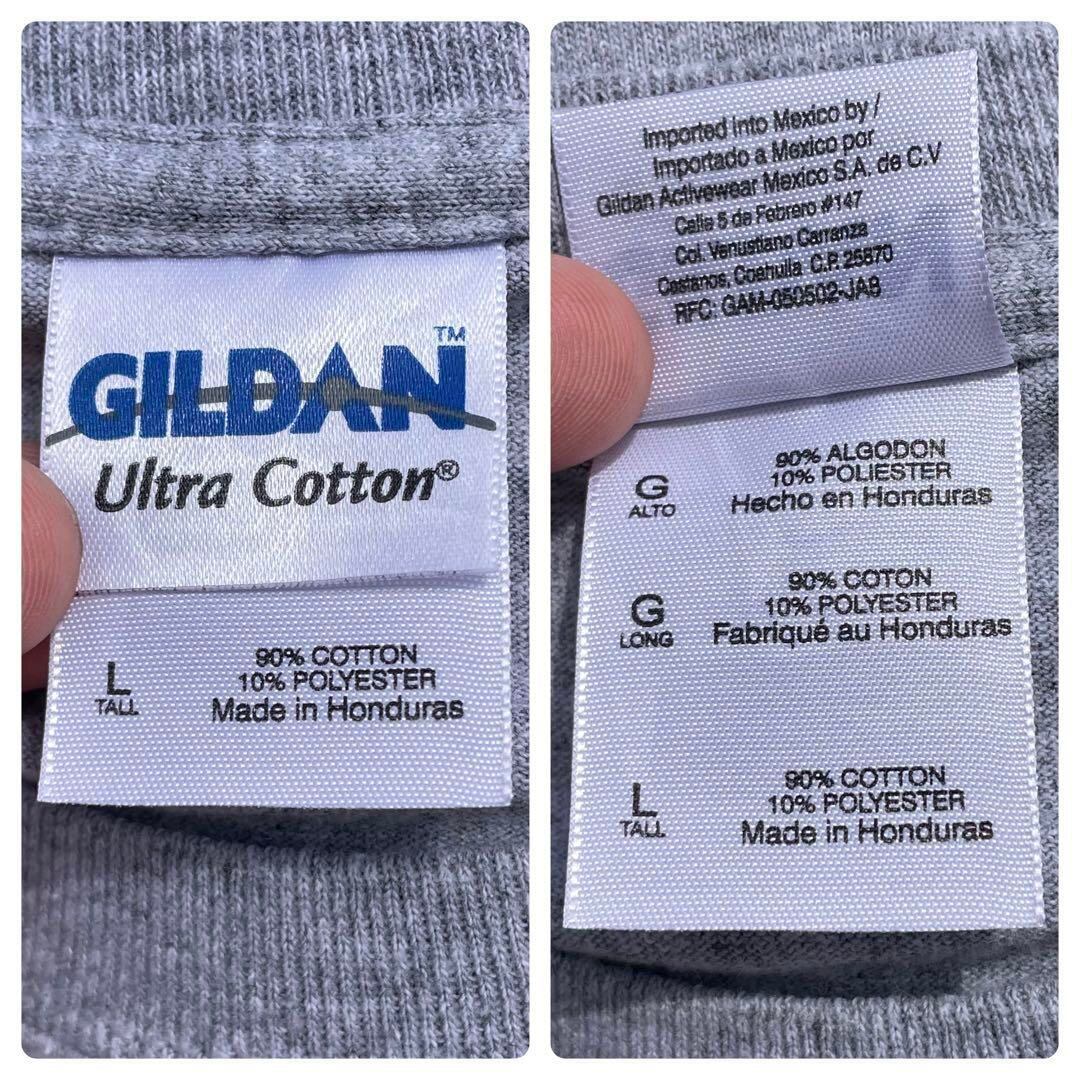 GILDAN™
Ultra Cotton®
L
TALL
90% COTTON
10% POLYESTER
Made in Honduras
Imported into Mexico by /
Importado a Mexico por
Gildan Activewear Mexico S.A. de C.V
Calle 5 de Febrero #147
Col. Venustiano Carranza
Castanos, Coahuila C.P. 25870
RFC: GAM-050502-JA8
G
ALTO
90% ALGODON
10% POLIESTER
Hecho en Honduras
G
LONG
90% COTON
10% POLYESTER
Fabriqué au Honduras
L
TALL
90% COTTON
10% POLYESTER
Made in Honduras